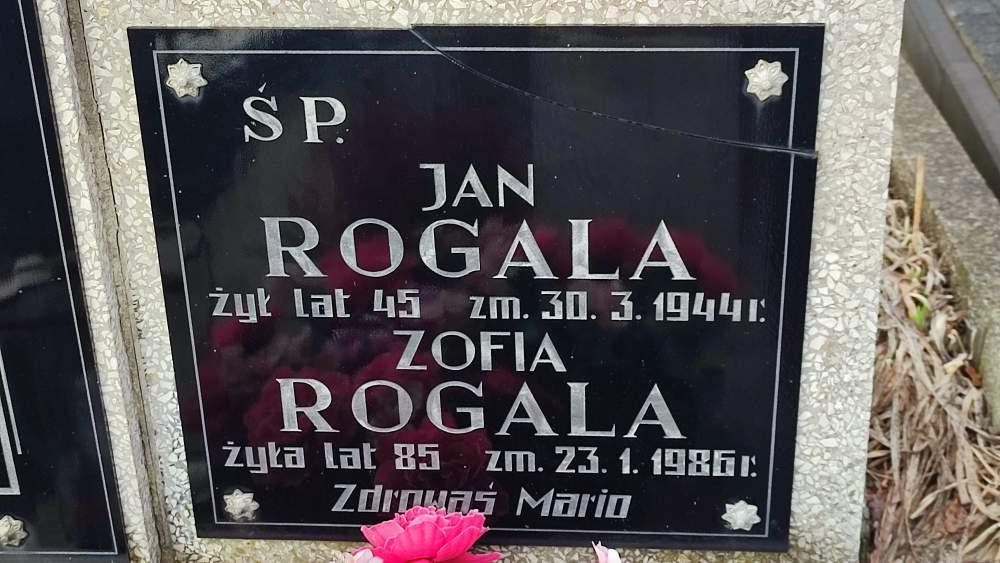 Ś P.
JAN
ROGALA
żył lat 45 zm. 30. 3. 1944 r.
ZOFIA
ROGALA
żyła lat 85 zm. 23. 1. 1986 r.
Zdrowaś Mario